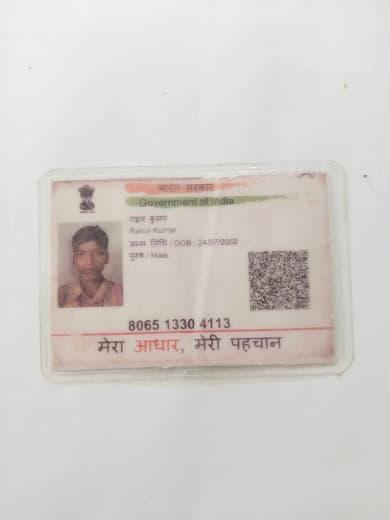 भारत सरकार
Government of India
राहुल कुमार
Rahul Kumar
जन्म तिथि / DOB : 24/07/2002
पुरुष / Male
8065 1330 4113
मेरा आधार, मेरी पहचान